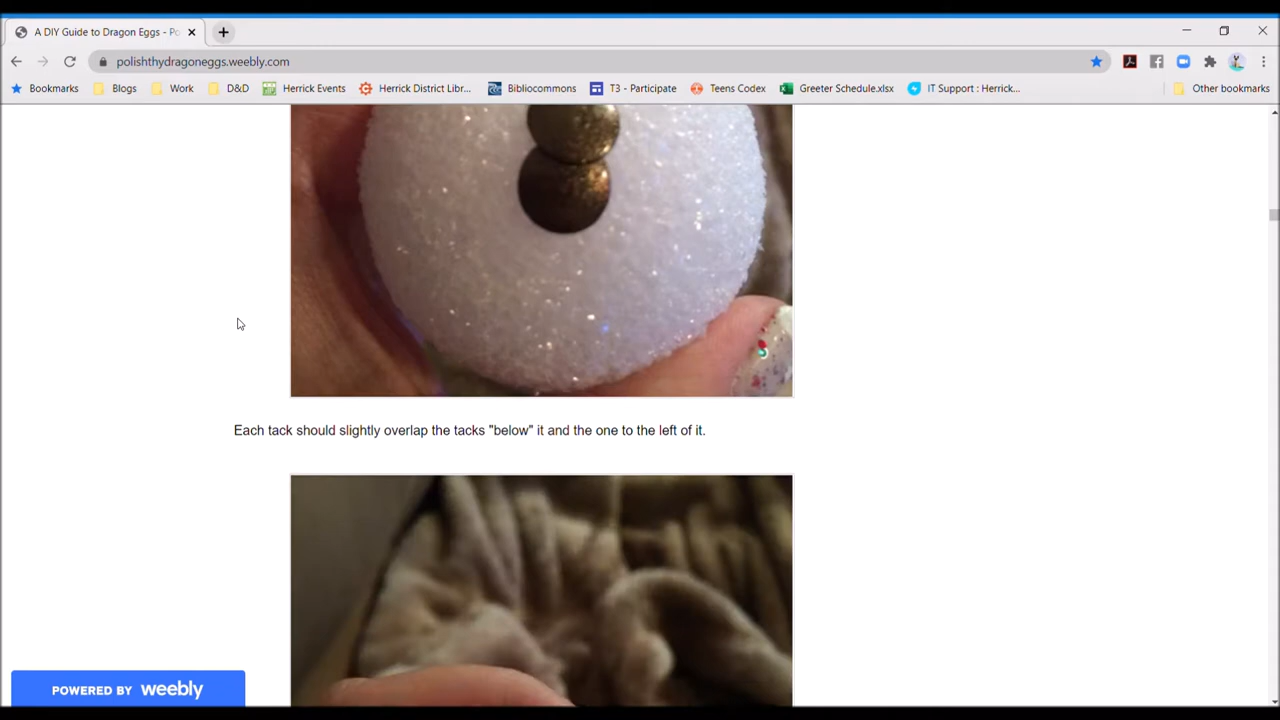 A DIY Guide to Dragon Eggs - Po
polishthydragoneggs.weebly.com
Bookmarks Blogs Work D&D Herrick Events Herrick District Libr... Bibliocommons T3 - Participate Teens Codex Greeter Schedule.xlsx IT Support : Herrick... Other bookmarks
Each tack should slightly overlap the tacks "below" it and the one to the left of it.
POWERED BY weebly